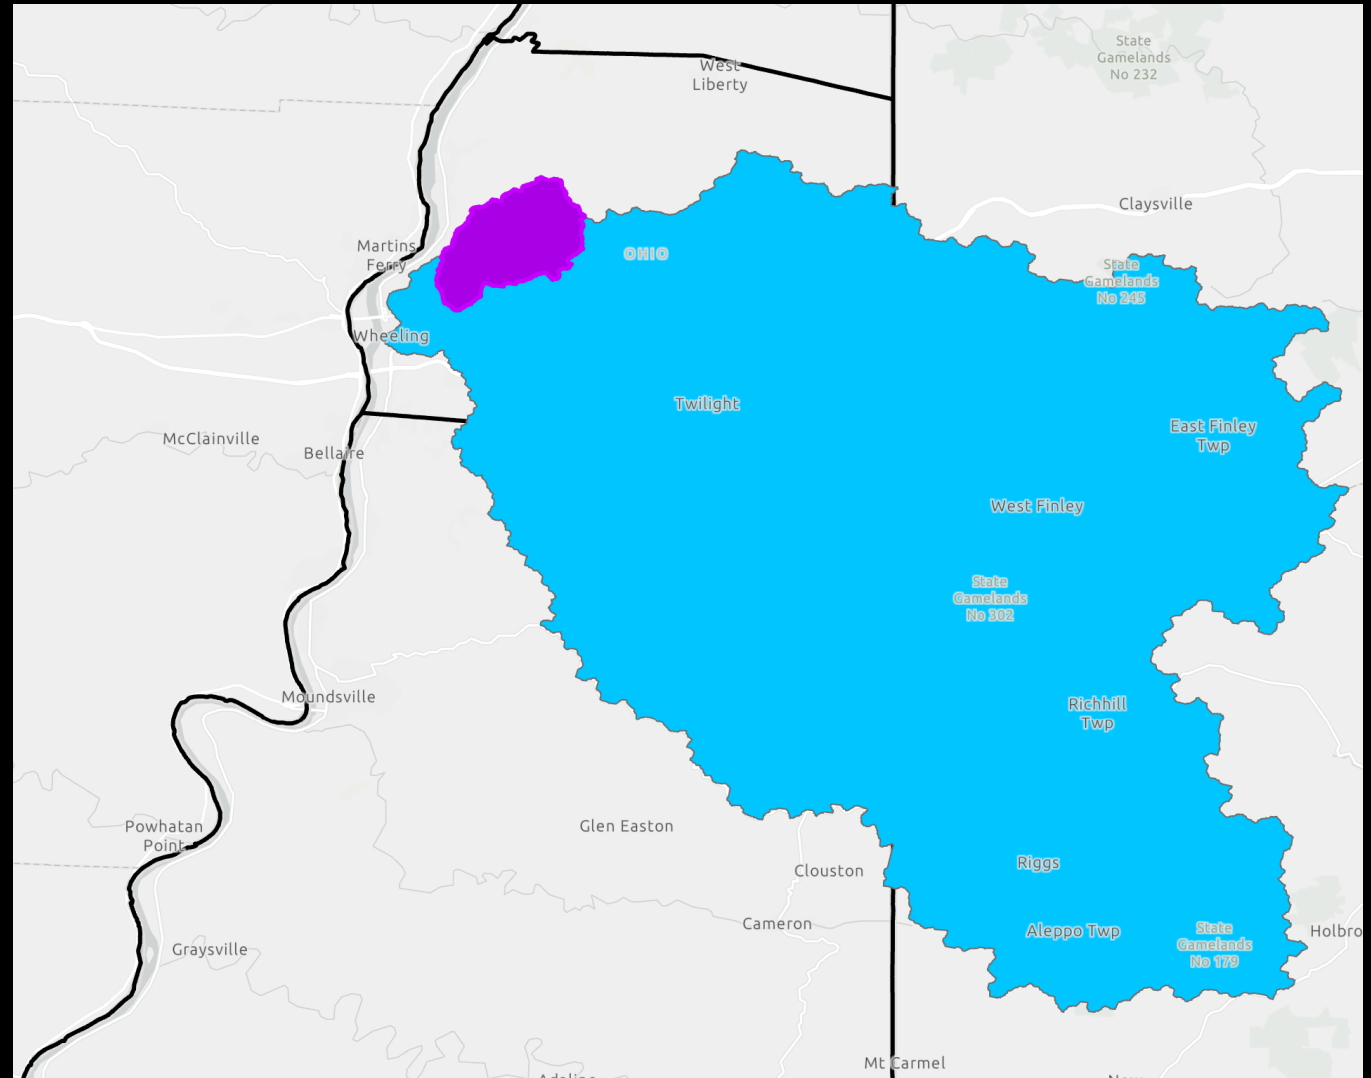 State
Gamelands
No 232
West
Liberty
Claysville
Martins
Ferry
OHIO
State
Gamelands
No 245
Wheeling
Twilight
East Finley
Twp
McClainville
Bellaire
West Finley
State
Gamelands
No 302
Moundsville
Richhill
Twp
Powhatan
Point
Glen Easton
Clouston
Riggs
Cameron
Aleppo Twp
State
Gamelands
No 179
Holbro
Graysville
Mt Carmel